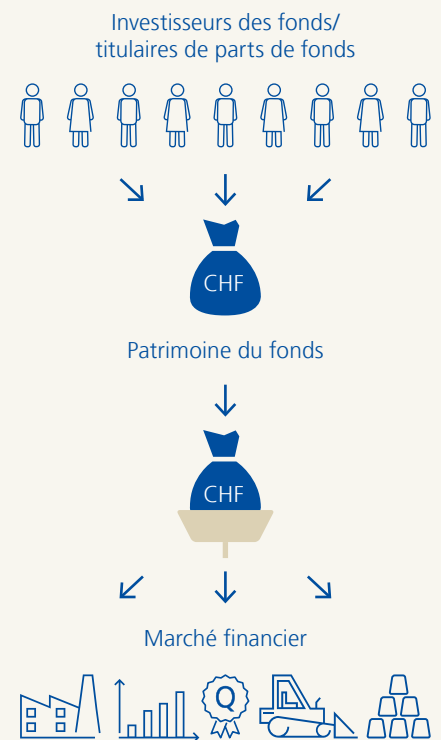 Investisseurs des fonds/
titulaires de parts de fonds
CHF
Patrimoine du fonds
CHF
Marché financier
Q